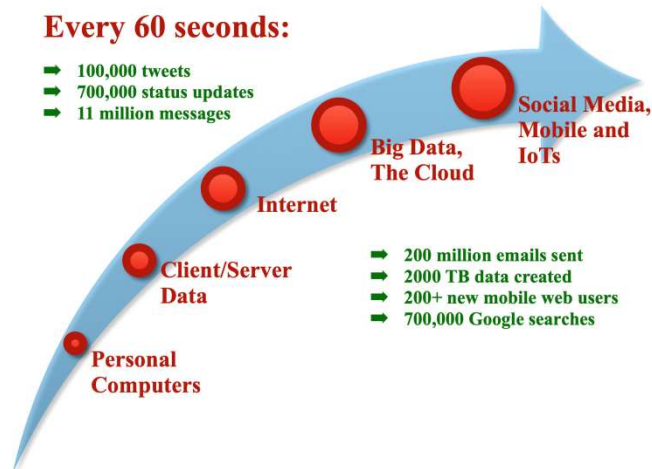 Every 60 seconds:
➡ 100,000 tweets
➡ 700,000 status updates
➡ 11 million messages
Social Media,
Mobile and
IoTs
Big Data,
The Cloud
Internet
Client/Server
Data
Personal
Computers
➡ 200 million emails sent
➡ 2000 TB data created
➡ 200+ new mobile web users
➡ 700,000 Google searches